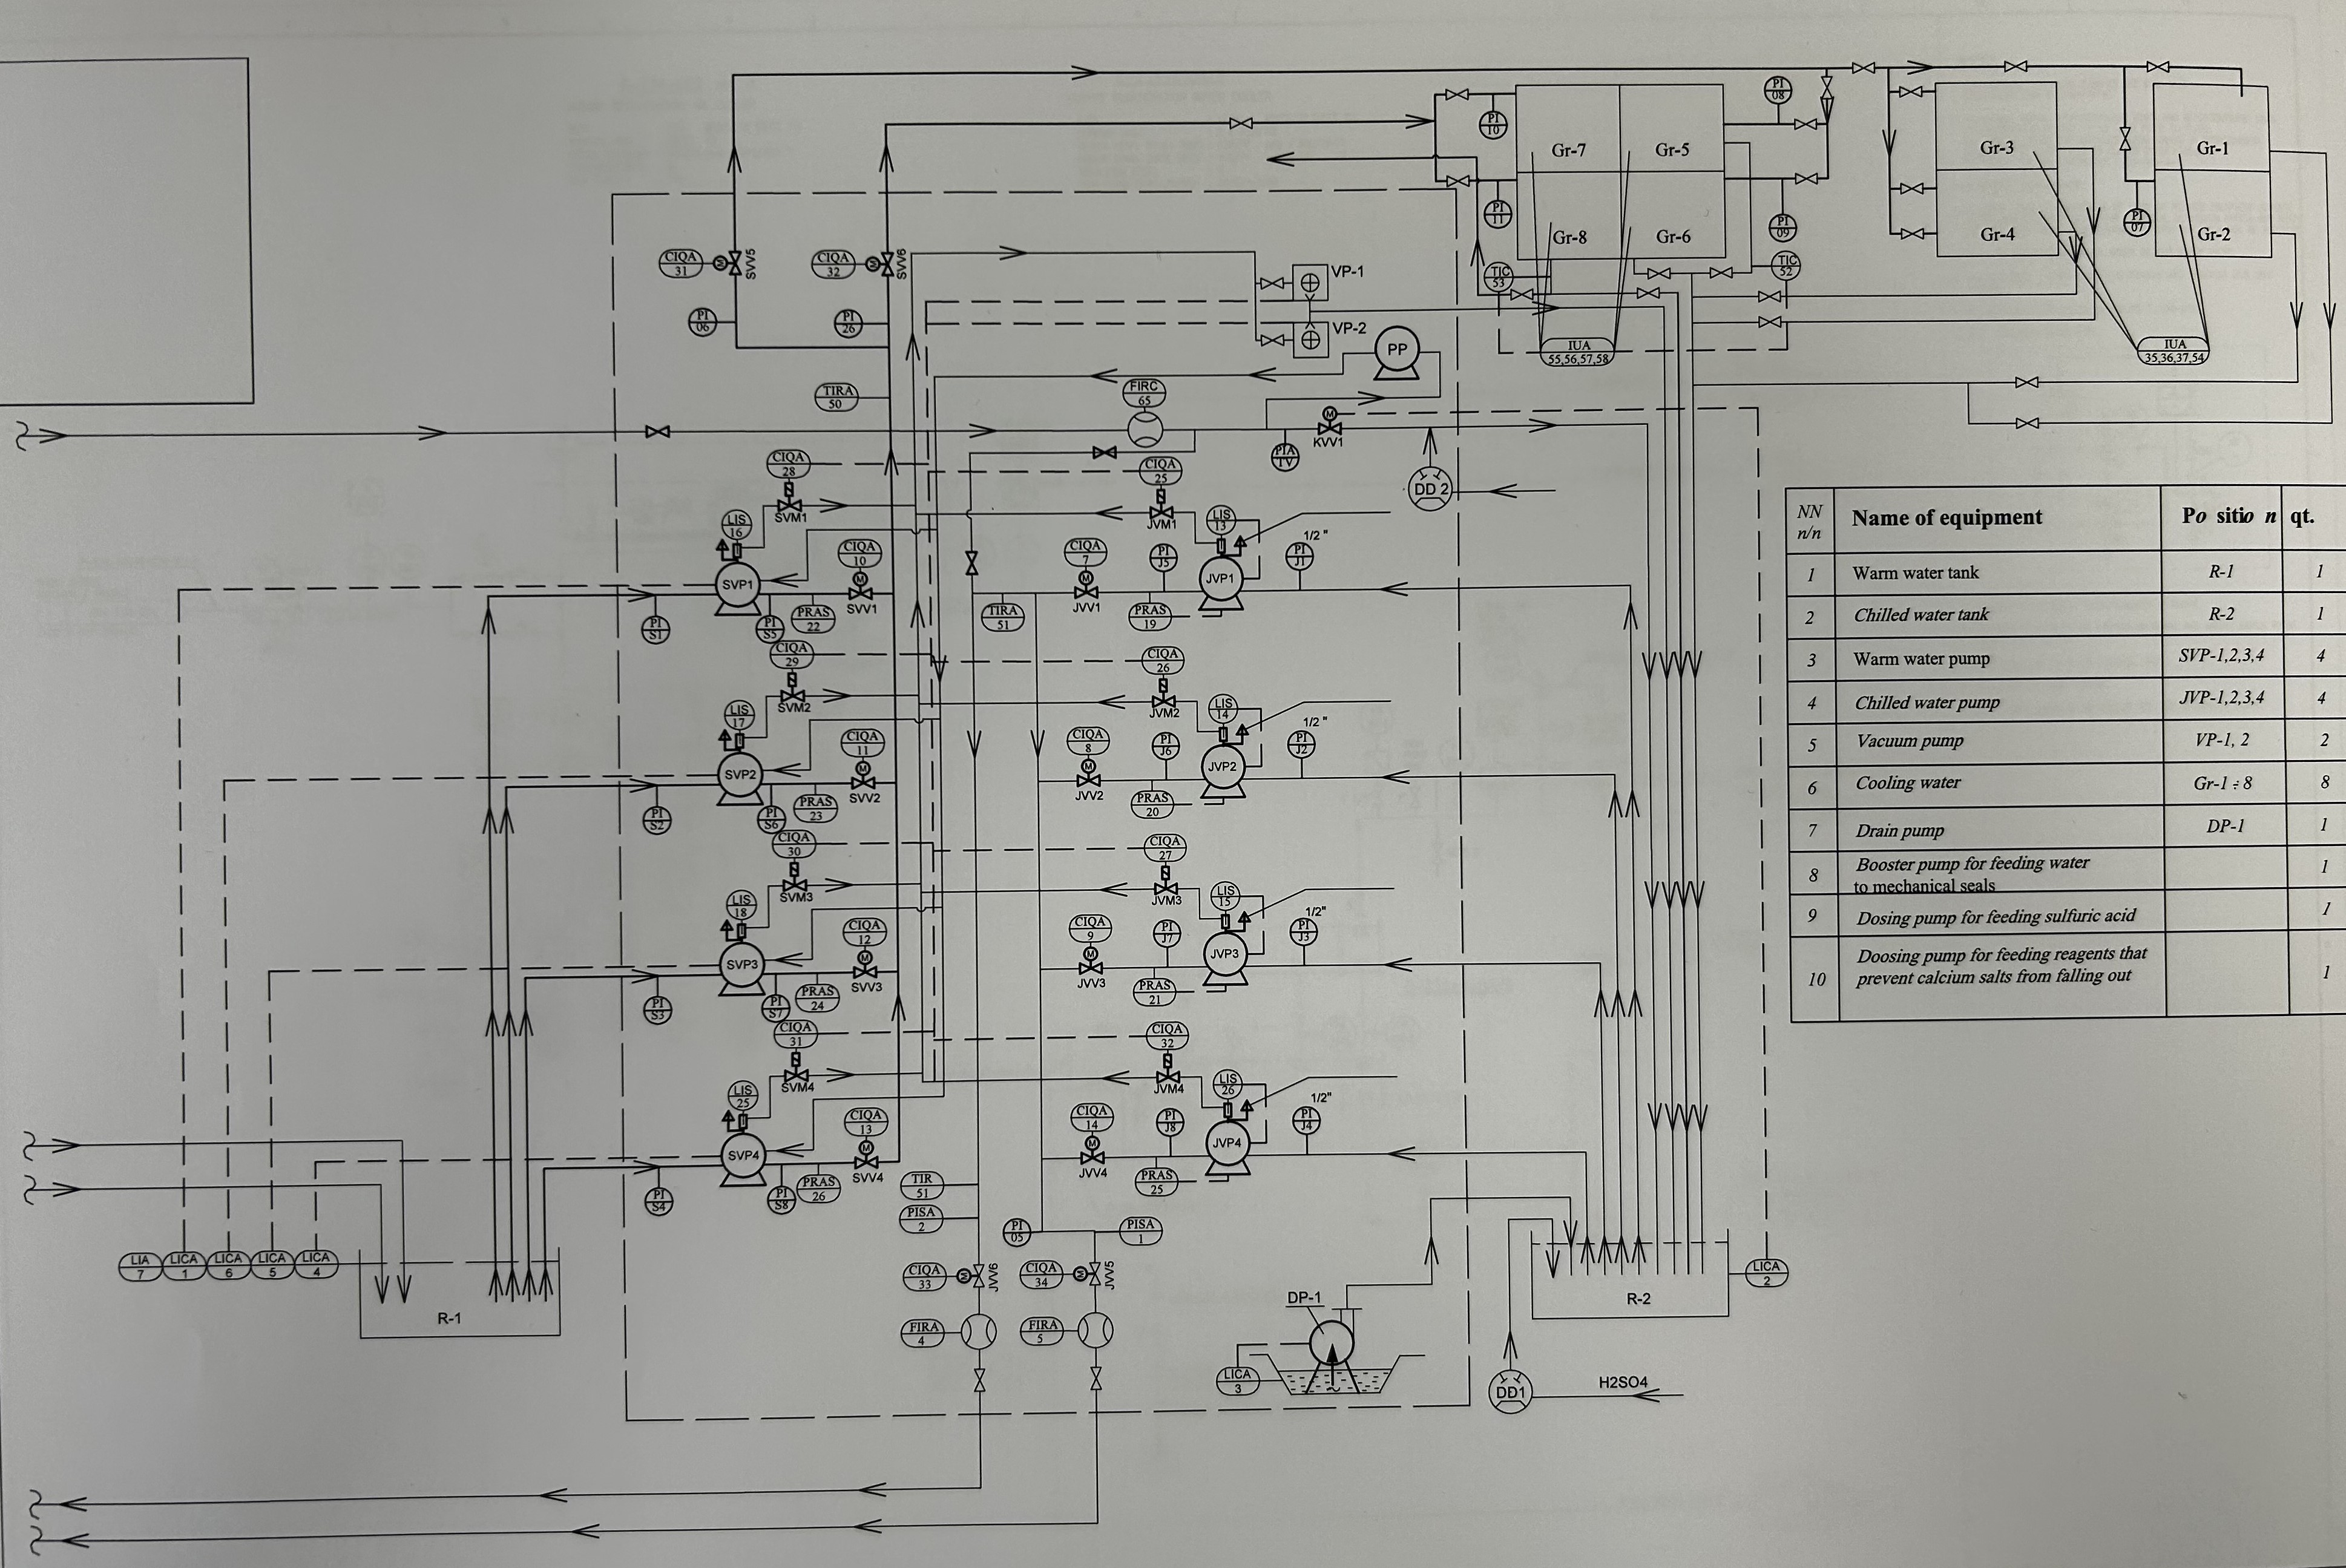 PI
08
PI
10
Gr-7
Gr-5
Gr-3
Gr-1
PI
11
PI
09
PI
07
Gr-8
Gr-6
Gr-4
Gr-2
CIQA
31
M
SVV5
CIQA
32
M
SVV6
TIC
53
TIC
52
VP-1
PI
06
PI
26
VP-2
PP
IUA
55,56,57,58
IUA
35,36,37,54
TIRA
50
FIRC
65
M
KVV1
PIA
1V
CIQA
28
CIQA
25
DD 2
SVM1
JVM1
LIS
16
LIS
13
1/2 "
CIQA
10
CIQA
7
PI
J5
PI
J1
M
M
SVP1
JVP1
SVV1
JVV1
PI
S1
PI
S5
PRAS
22
TIRA
51
PRAS
19
CIQA
29
CIQA
26
SVM2
JVM2
LIS
17
LIS
14
1/2 "
CIQA
11
CIQA
8
PI
J6
PI
J2
M
M
SVP2
JVP2
SVV2
JVV2
PI
S2
PI
S6
PRAS
23
PRAS
20
CIQA
30
CIQA
27
SVM3
JVM3
LIS
18
LIS
15
1/2"
CIQA
12
CIQA
9
PI
J7
PI
J3
M
M
SVP3
JVP3
SVV3
JVV3
PI
S3
PI
S7
PRAS
24
PRAS
21
CIQA
31
CIQA
32
SVM4
JVM4
LIS
25
LIS
26
1/2"
CIQA
13
CIQA
14
PI
J8
PI
J4
M
M
SVP4
JVP4
SVV4
JVV4
PI
S4
PI
S8
PRAS
26
PRAS
25
TIR
51
PISA
2
PI
05
PISA
1
LIA
7
LICA
1
LICA
6
LICA
5
LICA
4
R-1
CIQA
33
M
JVV6
CIQA
34
M
JVV5
FIRA
4
FIRA
5
DP-1
LICA
3
R-2
LICA
2
DD1
H2SO4
NN n/n Name of equipment Position qt.
1 Warm water tank R-1 1
2 Chilled water tank R-2 1
3 Warm water pump SVP-1,2,3,4 4
4 Chilled water pump JVP-1,2,3,4 4
5 Vacuum pump VP-1, 2 2
6 Cooling water Gr-1÷8 8
7 Drain pump DP-1 1
8 Booster pump for feeding water 1
to mechanical seals
9 Dosing pump for feeding sulfuric acid 1
10 Doosing pump for feeding reagents that 1
prevent calcium salts from falling out